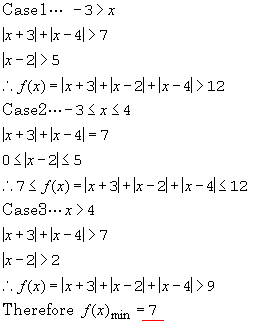 Case1… −3>x
|x+3|+|x−4|>7
|x−2|>5
∴ f(x)=|x+3|+|x−2|+|x−4|>12
Case2…−3≤x≤4
|x+3|+|x−4|=7
0≤|x−2|≤5
∴7≤ f(x)=|x+3|+|x−2|+|x−4|≤12
Case3…x>4
|x+3|+|x−4|>7
|x−2|>2
∴ f(x)=|x+3|+|x−2|+|x−4|>9
Therefore f(x)min =7